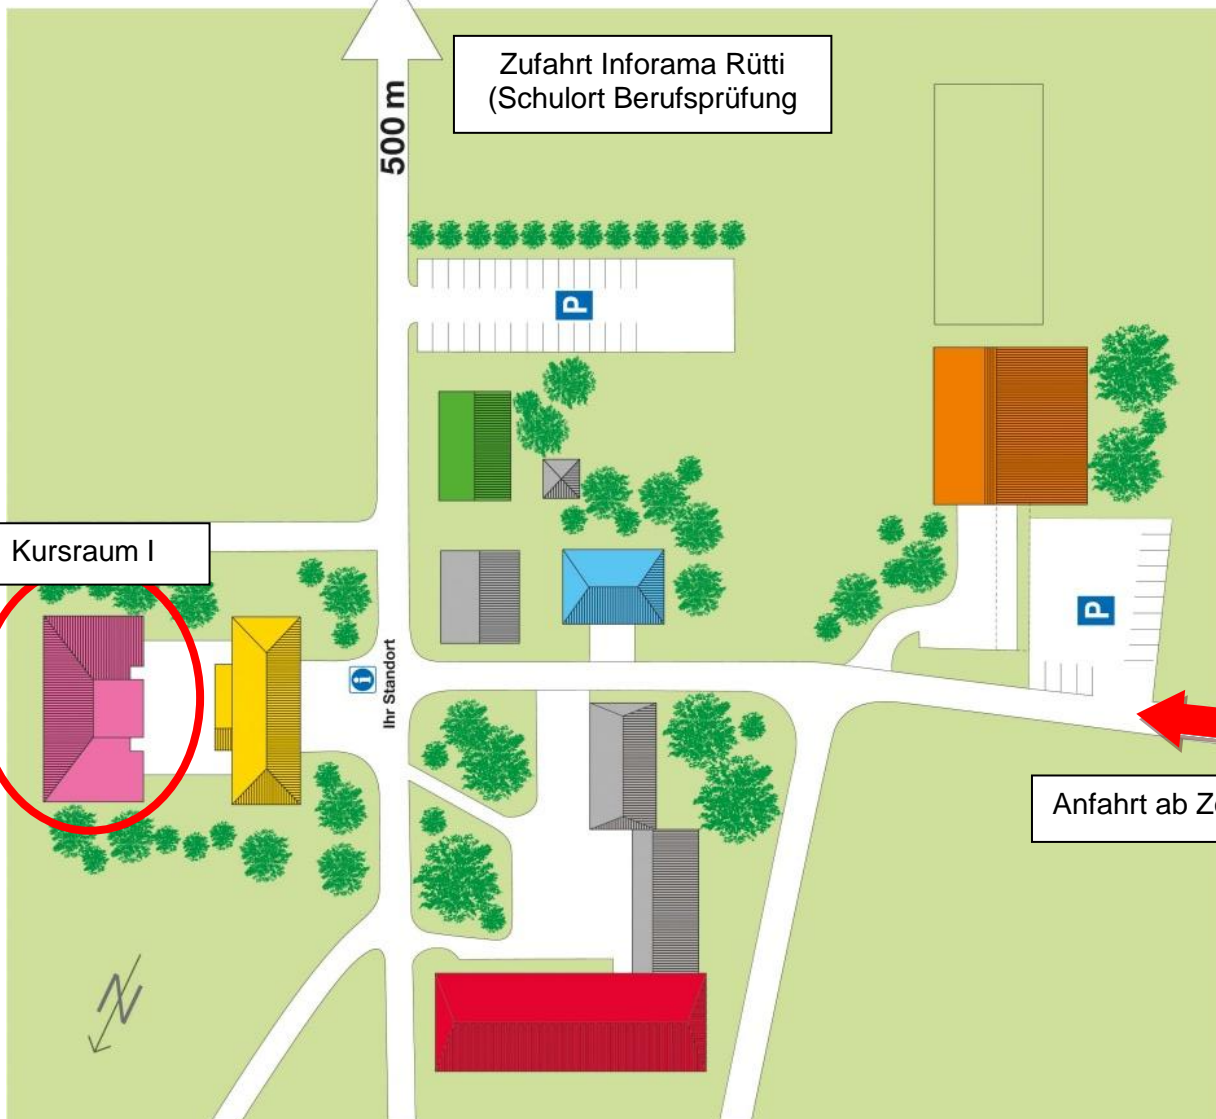 Zufahrt Inforama Rütti
(Schulort Berufsprüfung
500 m
P
Kursraum I
i
Ihr Standort
P
Anfahrt ab
N